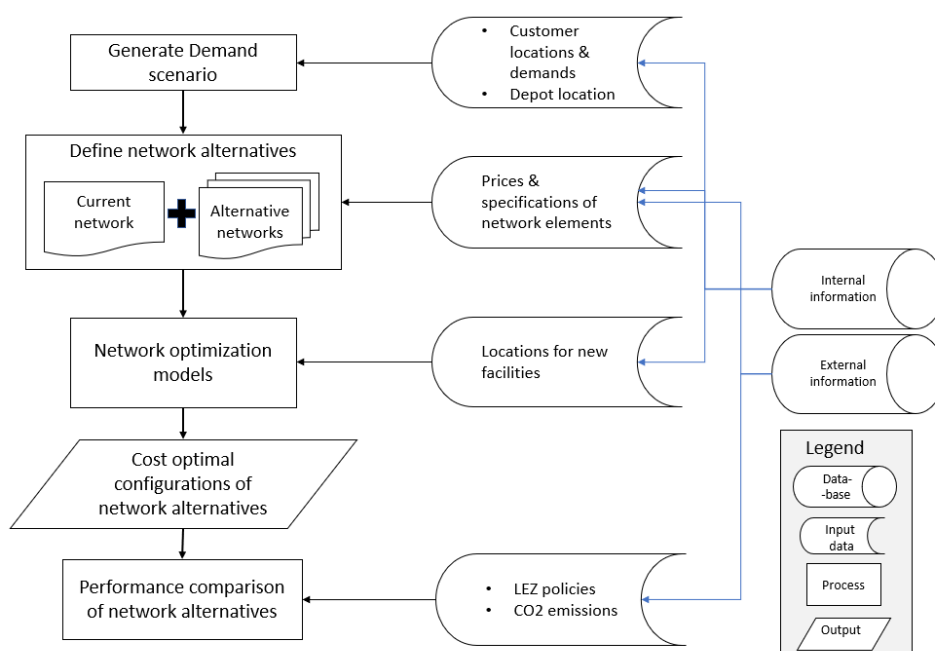 Generate Demand
scenario
• Customer
locations &
demands
• Depot location
Define network alternatives
Current
network
Alternative
networks
Prices &
specifications of
network elements
Internal
information
Network optimization
models
Locations for new
facilities
External
information
Cost optimal
configurations of
network alternatives
Performance comparison
of network alternatives
• LEZ policies
• CO2 emissions
Legend
Data-
-base
Input
data
Process
Output